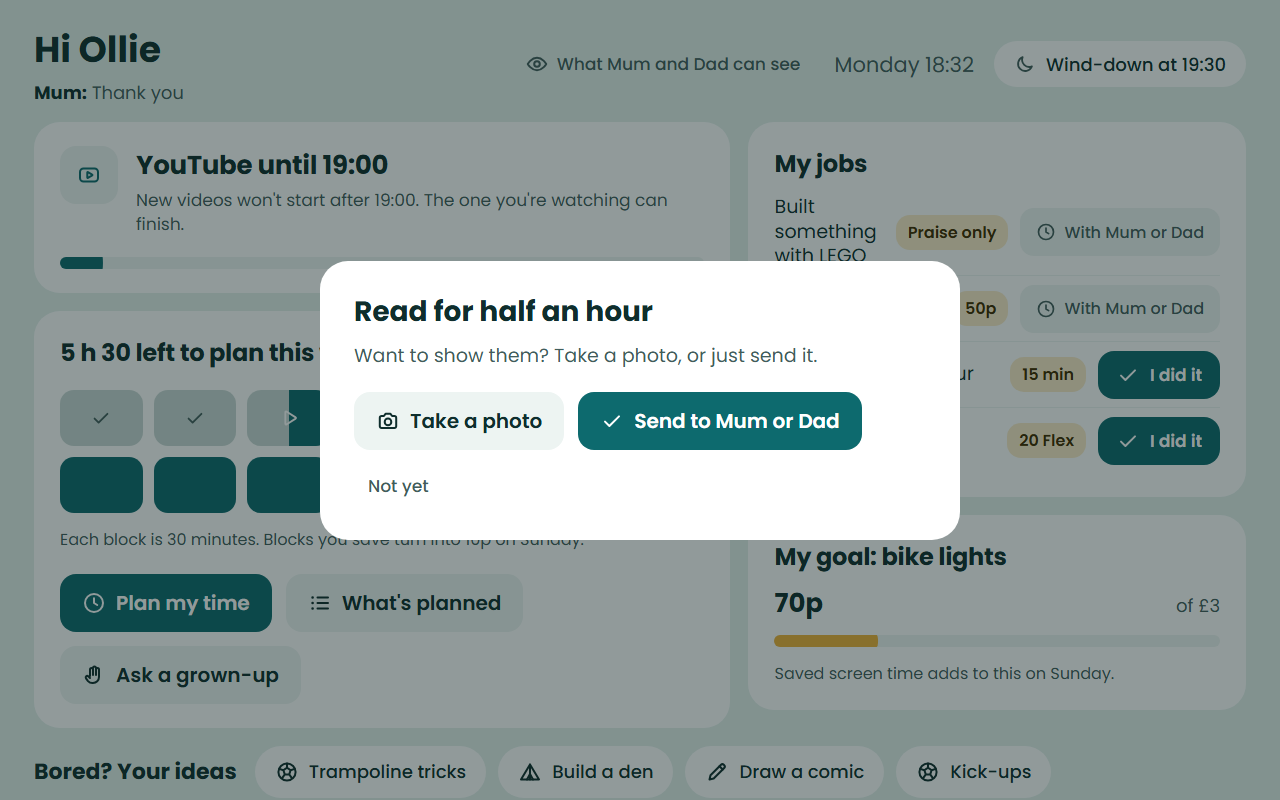 Hi Ollie
Mum: Thank you
What Mum and Dad can see
Monday 18:32
Wind-down at 19:30
YouTube until 19:00
New videos won't start after 19:00. The one you're watching can
finish.
My jobs
Built
something
with LEGO
Praise only
With Mum or Dad
50p
With Mum or Dad
15 min
I did it
20 Flex
I did it
Read for half an hour
Want to show them? Take a photo, or just send it.
Take a photo
Send to Mum or Dad
Not yet
5 h 30 left to plan this
Each block is 30 minutes. Blocks you save turn into 10p on Sunday.
Plan my time
What's planned
Ask a grown-up
My goal: bike lights
70p
of £3
Saved screen time adds to this on Sunday.
Bored? Your ideas
Trampoline tricks
Build a den
Draw a comic
Kick-ups